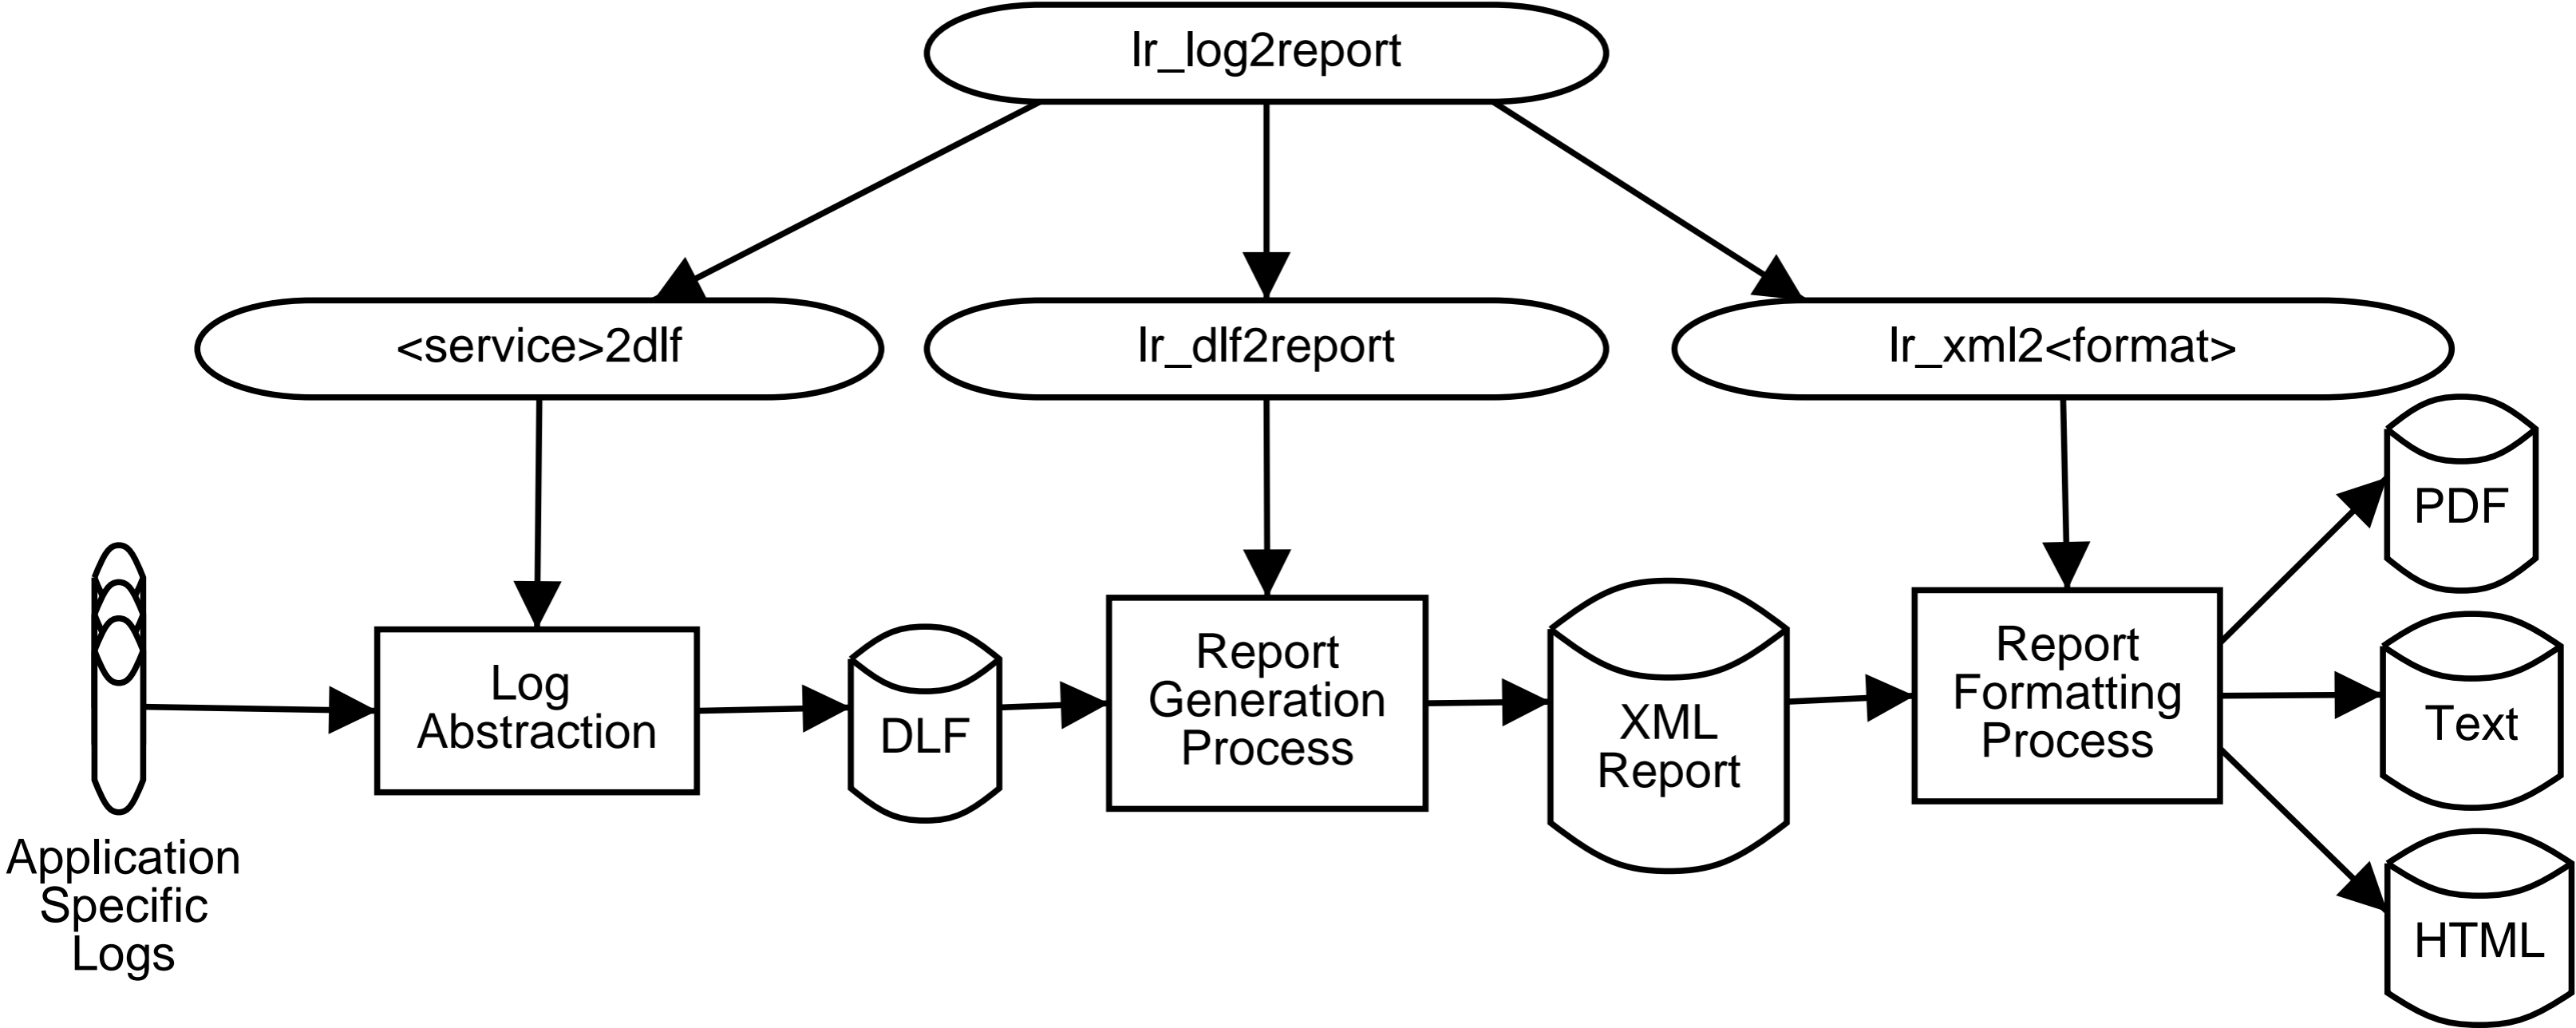 lr_log2report
<service>2dlf
lr_dlf2report
lr_xml2<format>
PDF
Application
Specific
Logs
Log
Abstraction
DLF
Report
Generation
Process
XML
Report
Report
Formatting
Process
Text
HTML